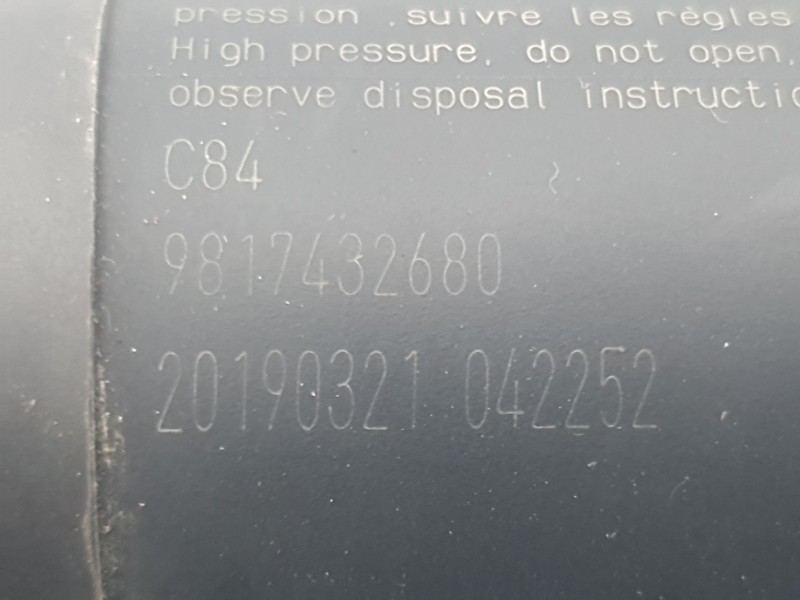 pression ,suivre les règles
High pressure, do not open,
observe disposal
C84
9817432680
20190321 042252